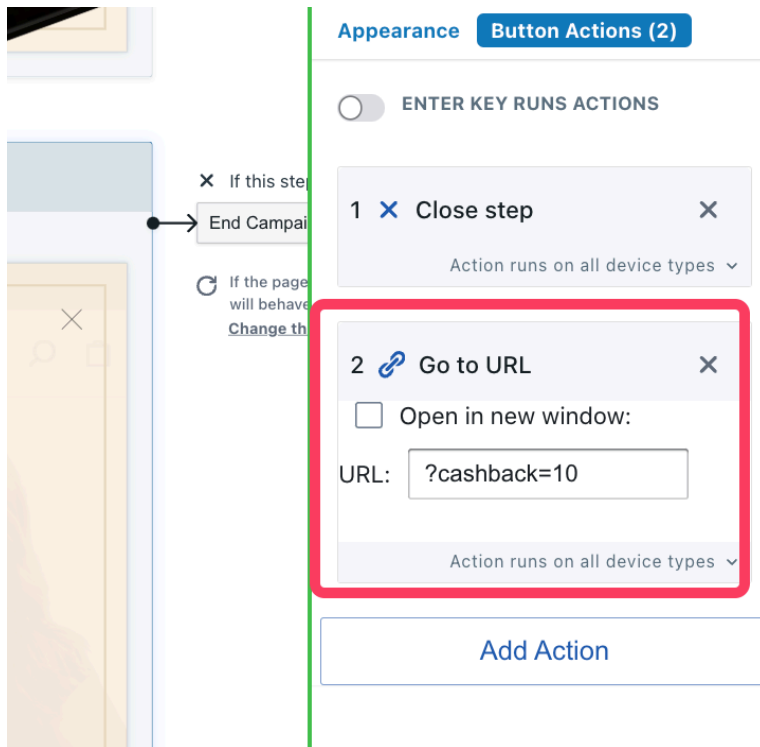 Appearance Button Actions (2)
ENTER KEY RUNS ACTIONS
If this step
End Campai
If the page
will behave
Change th
1 Close step
Action runs on all device types
2 Go to URL
Open in new window:
URL: ?cashback=10
Action runs on all device types
Add Action